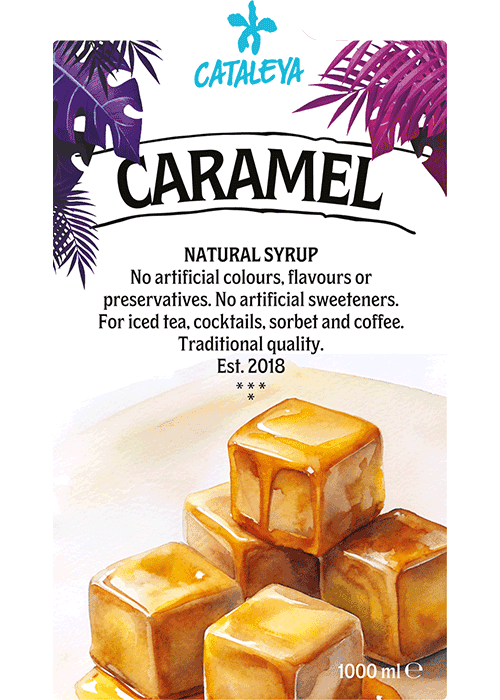 CATALEYA
CARAMEL
NATURAL SYRUP
No artificial colours, flavours or
preservatives. No artificial sweeteners.
For iced tea, cocktails, sorbet and coffee.
Traditional quality.
Est. 2018
* * *
*
1000 ml ℮